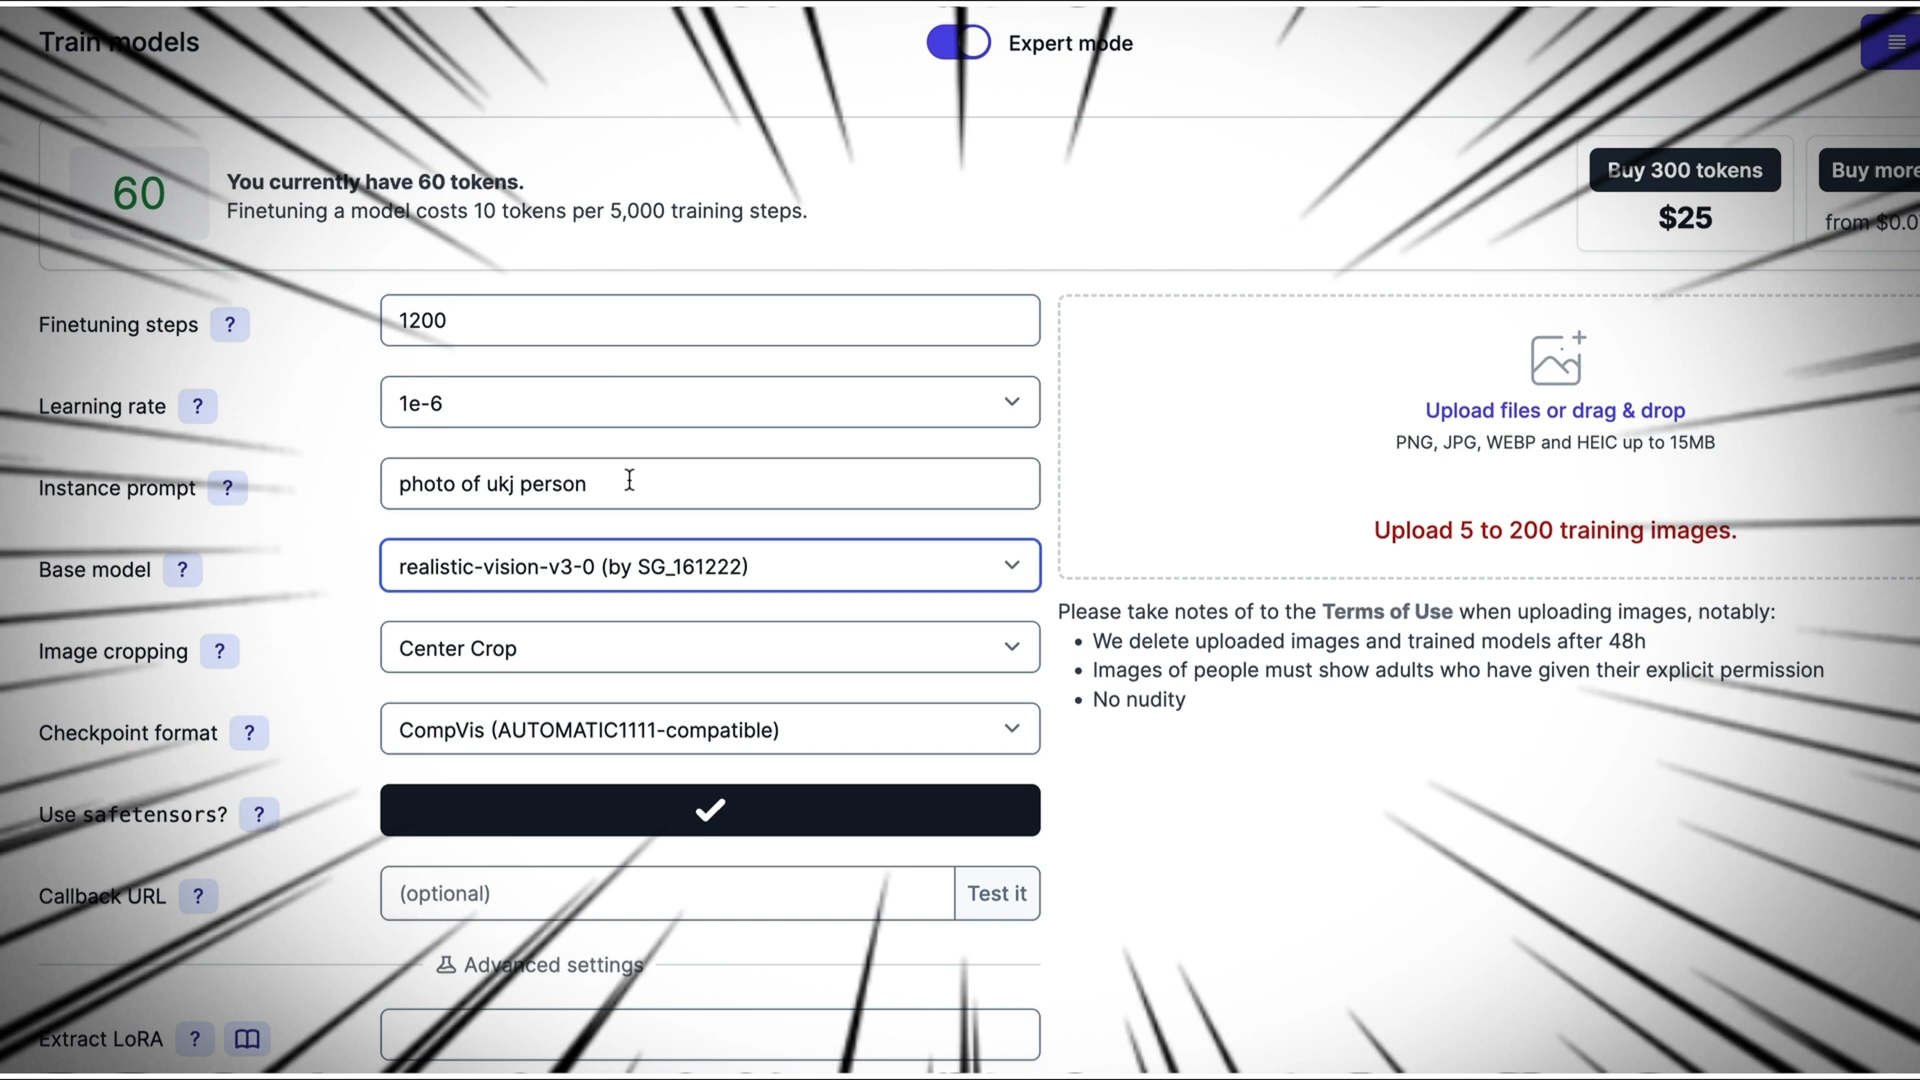 Train models
Expert mode
60
You currently have 60 tokens.
Finetuning a model costs 10 tokens per 5,000 training steps.
Buy 300 tokens
$25
Buy more
from $0.0
Finetuning steps ?
1200
Learning rate ?
1e-6
Instance prompt ?
photo of ukj person
Base model ?
realistic-vision-v3-0 (by SG_161222)
Image cropping ?
Center Crop
Checkpoint format ?
CompVis (AUTOMATIC1111-compatible)
Use safetensors? ?
Callback URL ?
(optional)
Test it
Advanced settings
Extract LoRA ?
Upload files or drag & drop
PNG, JPG, WEBP and HEIC up to 15MB
Upload 5 to 200 training images.
Please take notes of to the Terms of Use when uploading images, notably:
• We delete uploaded images and trained models after 48h
• Images of people must show adults who have given their explicit permission
• No nudity